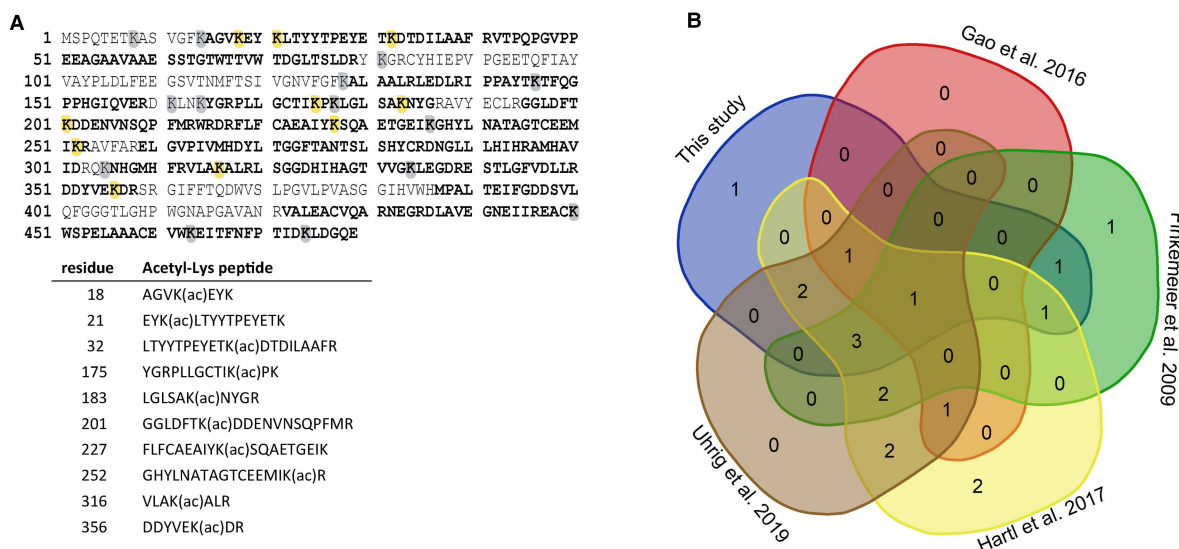 A
1 MSPQTETKAS VGFKAGVKEY KLTYYTPEYE TKDTDILAAF RVTPQPGVPP
51 EEAGAAVAAE SSTGTWTTVW TDGLTSLDRY KGRCYHIEPV PGEETQFIAY
101 VAYPLDLFEE GSVTNMFTSI VGNVFGFKAL AALRLEDLRI PPAYTKTFQG
151 PPHGIQVERD KLNKYGRPLL GCTIKPKLGL SAKNYGRAVY ECLRGGLDFT
201 KDDENVNSQP FMRWRDRFLF CAEAIYKSQA ETGEIKGHYL NATAGTCEEM
251 IKRAVFAREL GVPIVMHDYL TGGFTANTSL SHYCRDNGLL LHIHRAMHAV
301 IDRQKNHGMH FRVLAKALRL SGGDHIHAGT VVGKLEGDRE STLGFVDLLR
351 DDYVEKDRSR GIFFTQDWVS LPGVLPVASG GIHVWHMPAL TEIFGDDSVL
401 QFGGGTLGHP WGNAPGAVAN RVALEACVQA RNEGRDLAVE GNEIIREACK
451 WSPELAAACE VWKEITFNFP TIDKLDGQE
residue Acetyl-Lys peptide
18 AGVK(ac)EYK
21 EYK(ac)LTYYTPEYETK
32 LTYYTPEYETK(ac)DTDILAAFR
175 YGRPLLGCTIK(ac)PK
183 LGLSAK(ac)NYGR
201 GGLDFTK(ac)DDENVNSQPFMR
227 FLFCAEAIYK(ac)SQAETGEIK
252 GHYLNATAGTCEEMIK(ac)R
316 VLAK(ac)ALR
356 DDYVEK(ac)DR
B
Gao et al. 2016
This study
Finkemeier et al. 2009
Uhrig et al. 2019
Hartl et al. 2017
0
0
0
0
0
0
1
1
0
0
0
0
1
1
0
2
1
0
1
0
3
0
0
2
0
0
0
1
0
2
2